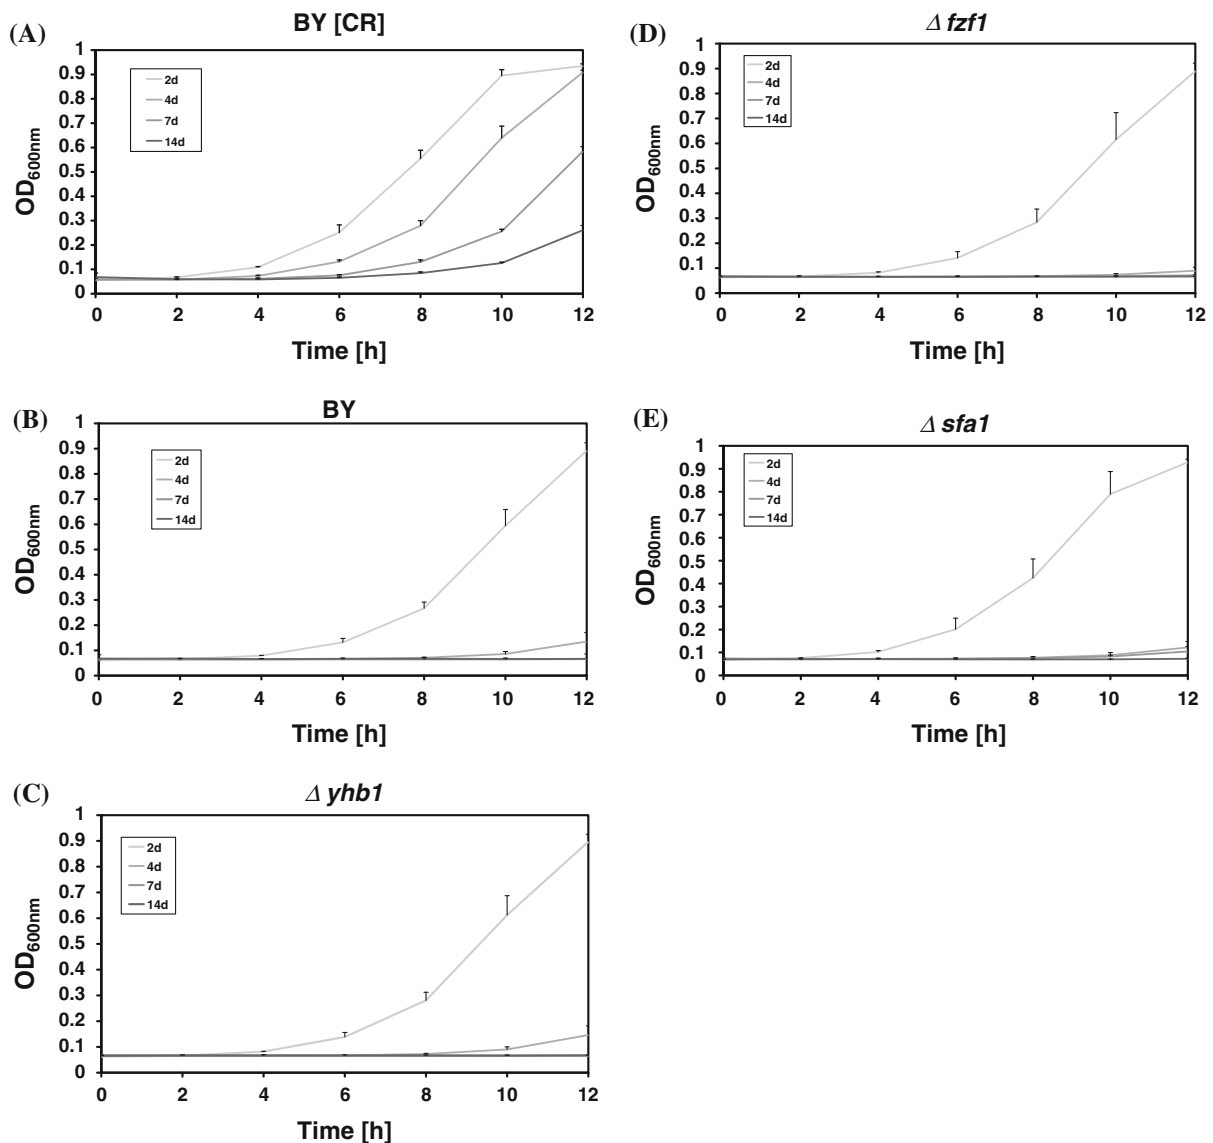 (A)
BY [CR]
OD600nm
1
0.9
0.8
0.7
0.6
0.5
0.4
0.3
0.2
0.1
0
2d
4d
7d
14d
0 2 4 6 8 10 12
Time [h]
(B)
BY
OD600nm
1
0.9
0.8
0.7
0.6
0.5
0.4
0.3
0.2
0.1
0
2d
4d
7d
14d
0 2 4 6 8 10 12
Time [h]
(C)
Δ yhb1
OD600nm
1
0.9
0.8
0.7
0.6
0.5
0.4
0.3
0.2
0.1
0
2d
4d
7d
14d
0 2 4 6 8 10 12
Time [h]
(D)
Δ fzf1
OD600nm
1
0.9
0.8
0.7
0.6
0.5
0.4
0.3
0.2
0.1
0
2d
4d
7d
14d
0 2 4 6 8 10 12
Time [h]
(E)
Δ sfa1
OD600nm
1
0.9
0.8
0.7
0.6
0.5
0.4
0.3
0.2
0.1
0
2d
4d
7d
14d
0 2 4 6 8 10 12
Time [h]